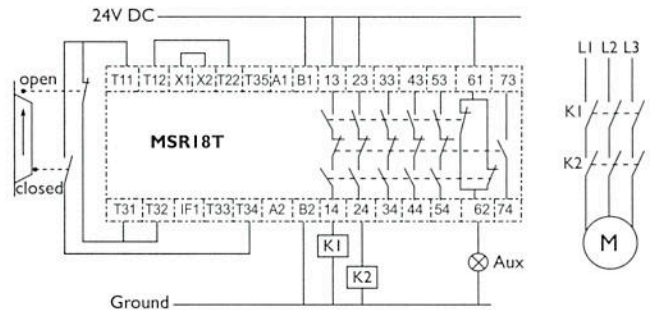 24V DC
L1 L2 L3
open
T11 T12 X1 X2 T22 T35 A1 B1 13 23 33 43 53 61 73
K1
MSR18T
K2
closed
T31 T32 IF1 T33 T34 A2 B2 14 24 34 44 54 62 74
M
K1
Aux
K2
Ground